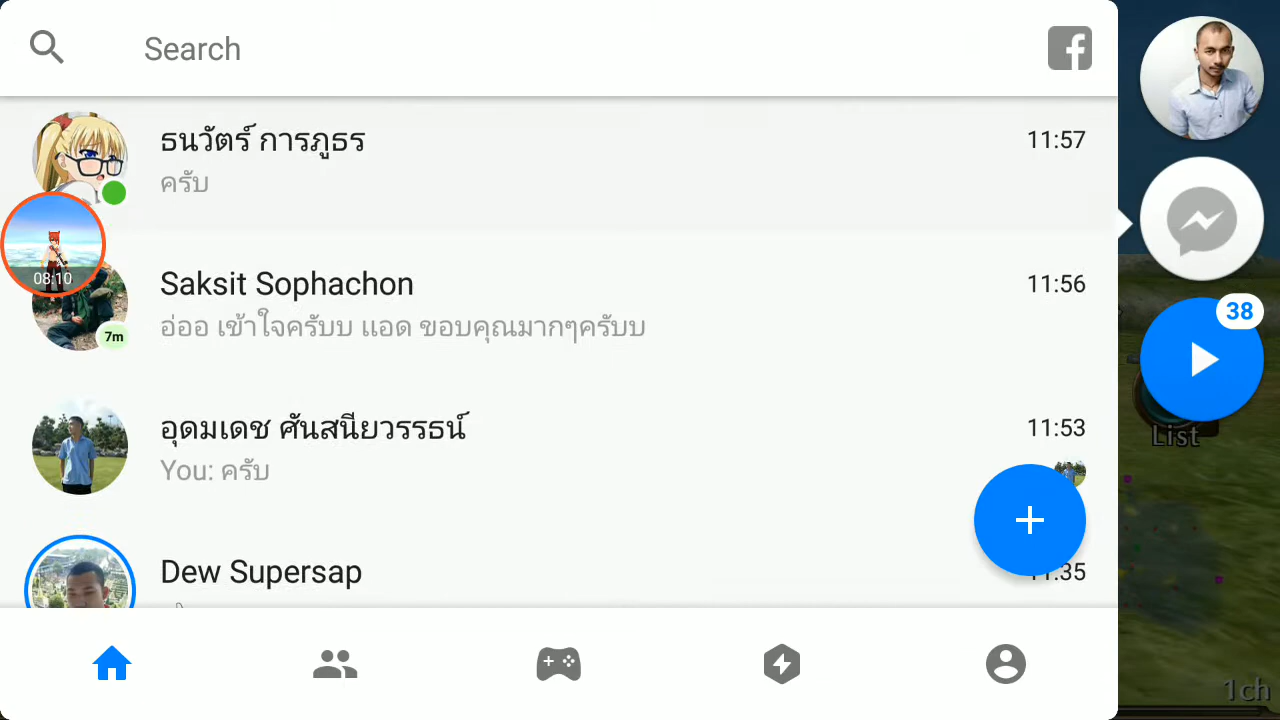 Search
ธนวัตร์ การภูธร
11:57
ครับ
08:10
Saksit Sophachon
11:56
อ่ออ เข้าใจครับบ แอด ขอบคุณมากๆครับบ
7m
38
List
อุดมเดช ศันสนียวรรธน์
11:53
You: ครับ
Dew Supersap
11:35
1ch